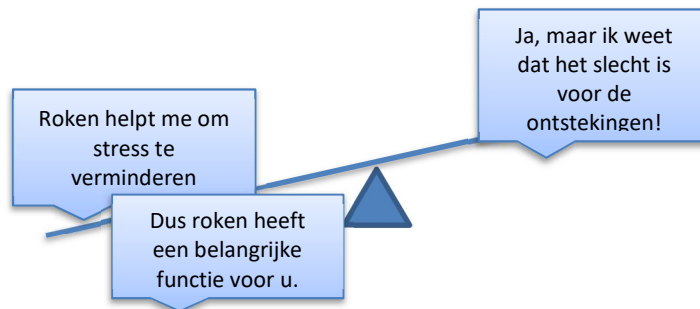 Roken helpt me om
stress te
verminderen
Dus roken heeft
een belangrijke
functie voor u.
Ja, maar ik weet
dat het slecht is
voor de
ontstekingen!